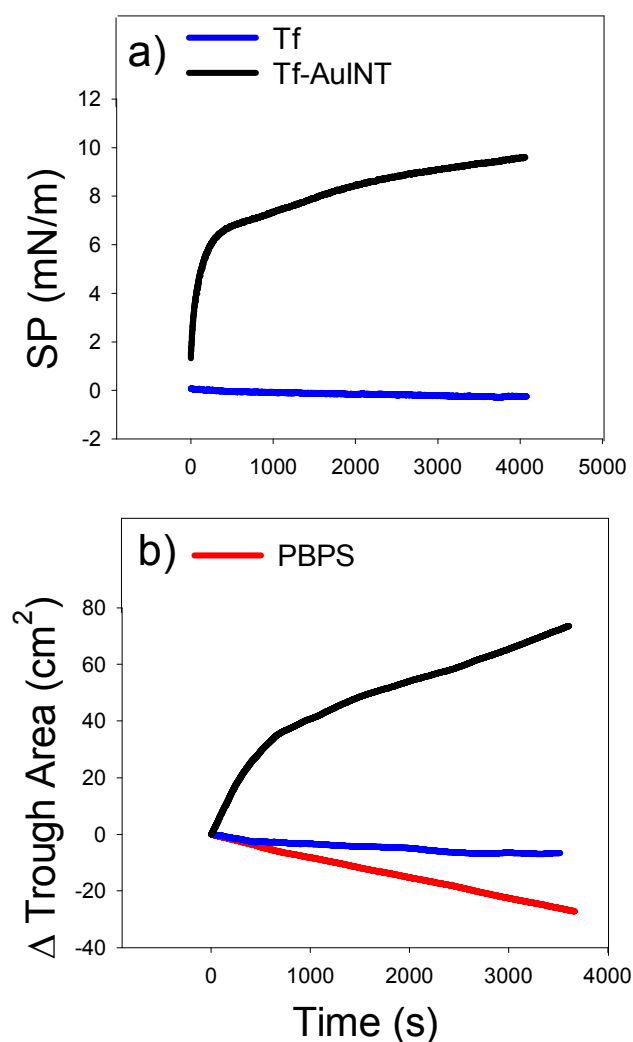 a)
Tf
Tf-AuINT
SP (mN/m)
12
10
8
6
4
2
0
-2
0 1000 2000 3000 4000 5000
b)
PBPS
Δ Trough Area (cm²)
80
60
40
20
0
-20
-40
0 1000 2000 3000 4000
Time (s)